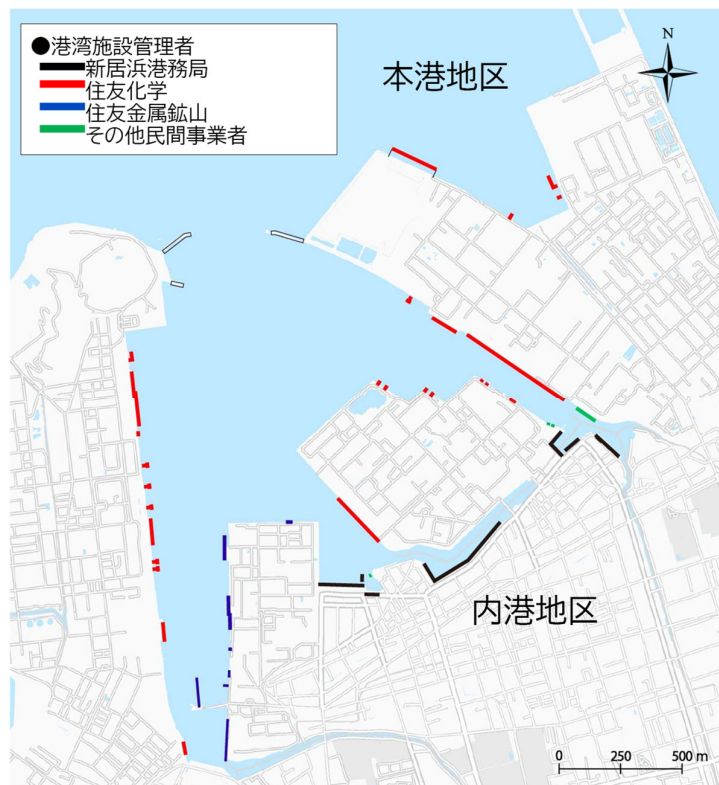 ●港湾施設管理者
新居浜港務局
住友化学
住友金属鉱山
その他民間事業者
本港地区
N
内港地区
0 250 500 m